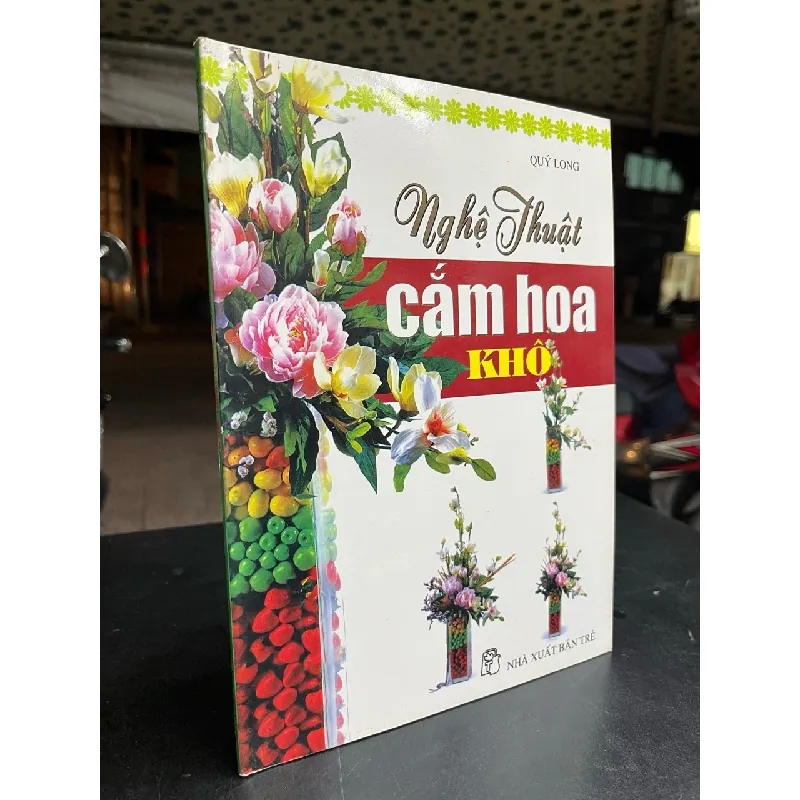 QUÝ LONG
Nghệ Thuật
cắm hoa
KHÔ
NHÀ XUẤT BẢN TRẺ